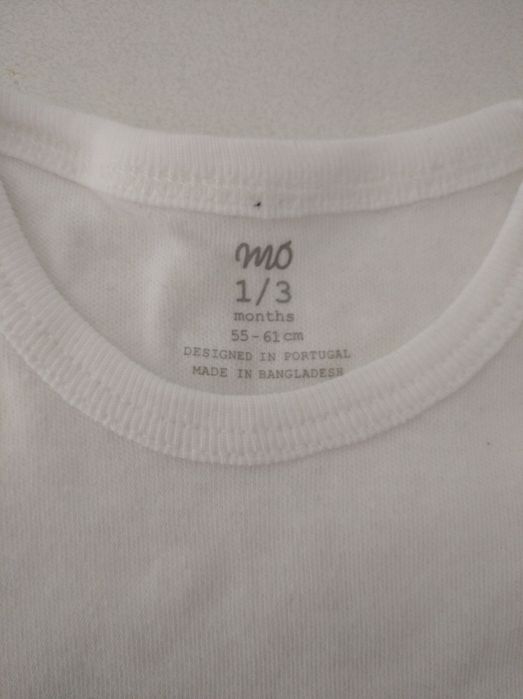 mo
1/3
months
55-61cm
DESIGNED IN PORTUGAL
MADE IN BANGLADESH